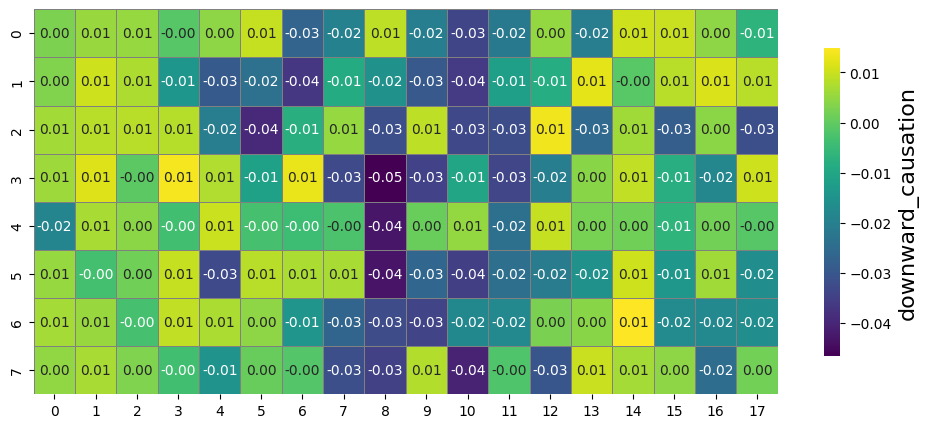 0 0.00 0.01 0.01 -0.00 0.00 0.01 -0.03 -0.02 0.01 -0.02 -0.03 -0.02 0.00 -0.02 0.01 0.01 0.00 -0.01
1 0.00 0.01 0.01 -0.01 -0.03 -0.02 -0.04 -0.01 -0.02 -0.03 -0.04 -0.01 -0.01 0.01 -0.00 0.01 0.01 0.01
2 0.01 0.01 0.01 0.01 -0.02 -0.04 -0.01 0.01 -0.03 0.01 -0.03 -0.03 0.01 -0.03 0.01 -0.03 0.00 -0.03
3 0.01 0.01 -0.00 0.01 0.01 -0.01 0.01 -0.03 -0.05 -0.03 -0.01 -0.03 -0.02 0.00 0.01 -0.01 -0.02 0.01
4 -0.02 0.01 0.00 -0.00 0.01 -0.00 -0.00 -0.00 -0.04 0.00 0.01 -0.02 0.01 0.00 0.00 -0.01 0.00 -0.00
5 0.01 -0.00 0.00 0.01 -0.03 0.01 0.01 0.01 -0.04 -0.03 -0.04 -0.02 -0.02 -0.02 0.01 -0.01 0.01 -0.02
6 0.01 0.01 -0.00 0.01 0.01 0.00 -0.01 -0.03 -0.03 -0.03 -0.02 -0.02 0.00 0.00 0.01 -0.02 -0.02 -0.02
7 0.00 0.01 0.00 -0.00 -0.01 0.00 -0.00 -0.03 -0.03 0.01 -0.04 -0.00 -0.03 0.01 0.01 0.00 -0.02 0.00
0 1 2 3 4 5 6 7 8 9 10 11 12 13 14 15 16 17
0.01
0.00
−0.01
−0.02
−0.03
−0.04
downward_causation